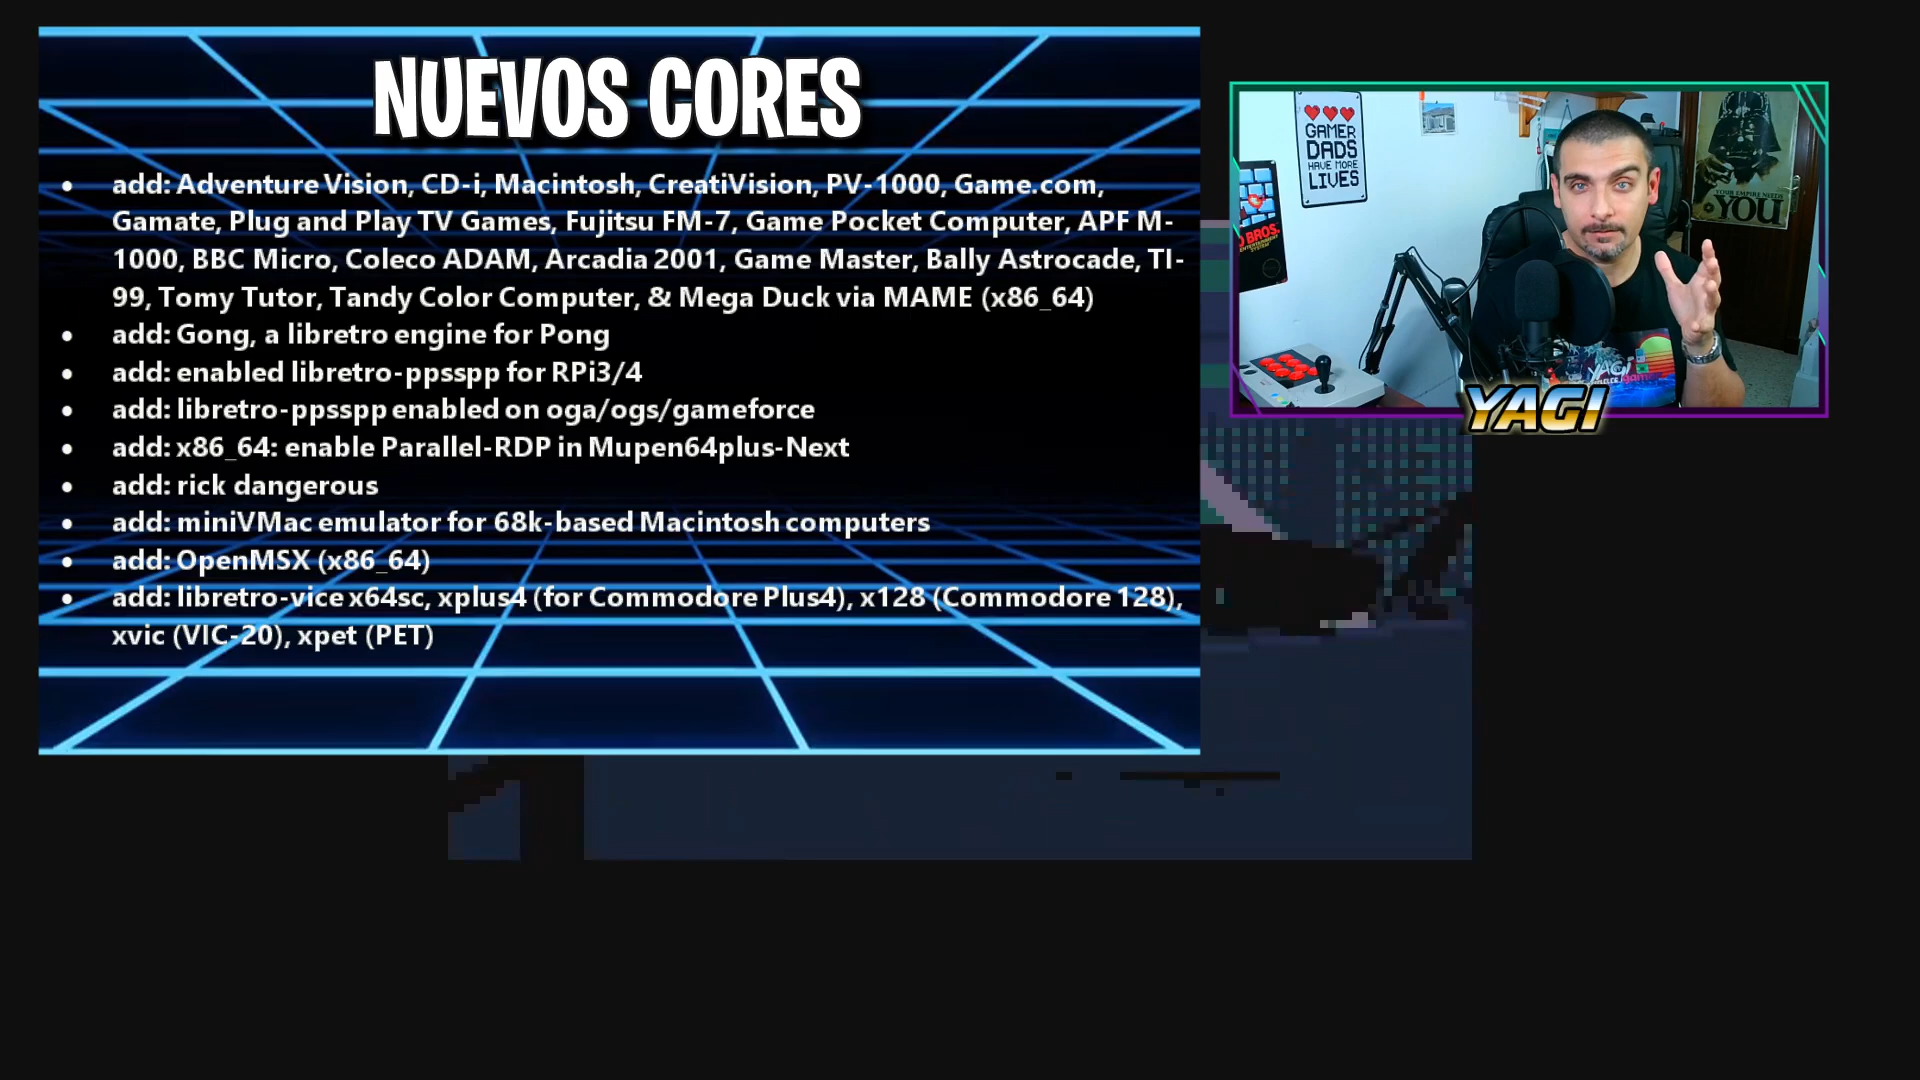 NUEVOS CORES
• add: Adventure Vision, CD-i, Macintosh, CreatiVision, PV-1000, Game.com,
Gamate, Plug and Play TV Games, Fujitsu FM-7, Game Pocket Computer, APF M-
1000, BBC Micro, Coleco ADAM, Arcadia 2001, Game Master, Bally Astrocade, TI-
99, Tomy Tutor, Tandy Color Computer, & Mega Duck via MAME (x86_64)
• add: Gong, a libretro engine for Pong
• add: enabled libretro-ppsspp for RPi3/4
• add: libretro-ppsspp enabled on oga/ogs/gameforce
• add: x86_64: enable Parallel-RDP in Mupen64plus-Next
• add: rick dangerous
• add: miniVMac emulator for 68k-based Macintosh computers
• add: OpenMSX (x86_64)
• add: libretro-vice x64sc, xplus4 (for Commodore Plus4), x128 (Commodore 128),
xvic (VIC-20), xpet (PET)
GAMER
DADS
HAVE MORE
LIVES
BROS.
YOUR EMPIRE NEEDS
YOU
YAGI
YAGI